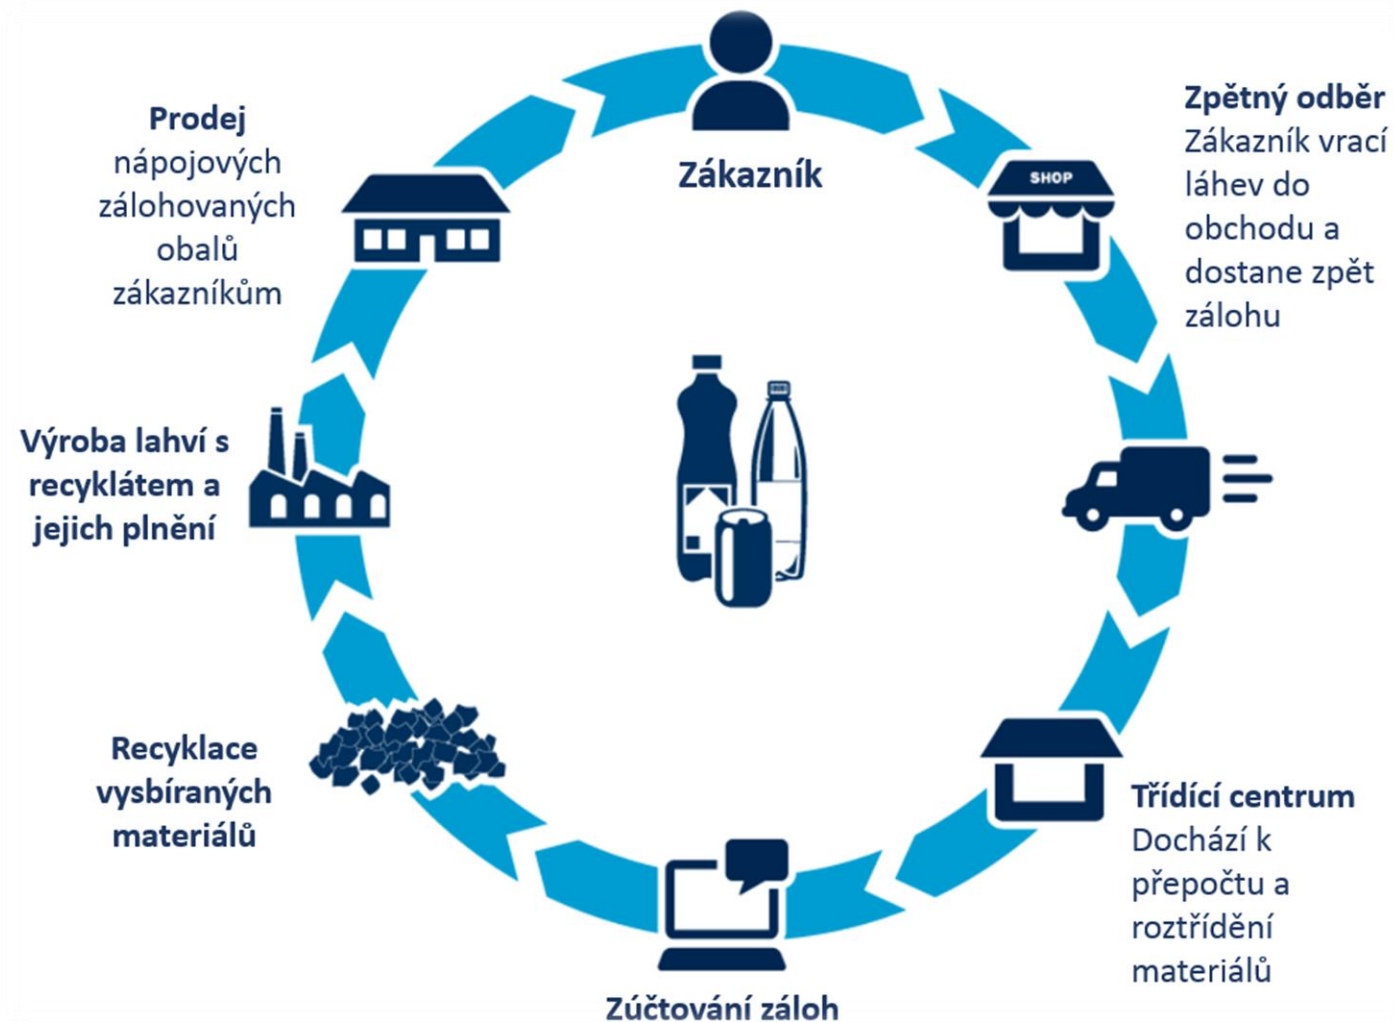 Zákazník
Zpětný odběr
Zákazník vrací
láhev do
obchodu a
dostane zpět
zálohu
SHOP
Třídící centrum
Dochází k
přepočtu a
roztřídění
materiálů
Zúčtování záloh
Recyklace
vysbíraných
materiálů
Výroba lahví s
recyklátem a
jejich plnění
Prodej
nápojových
zálohovaných
obalů
zákazníkům